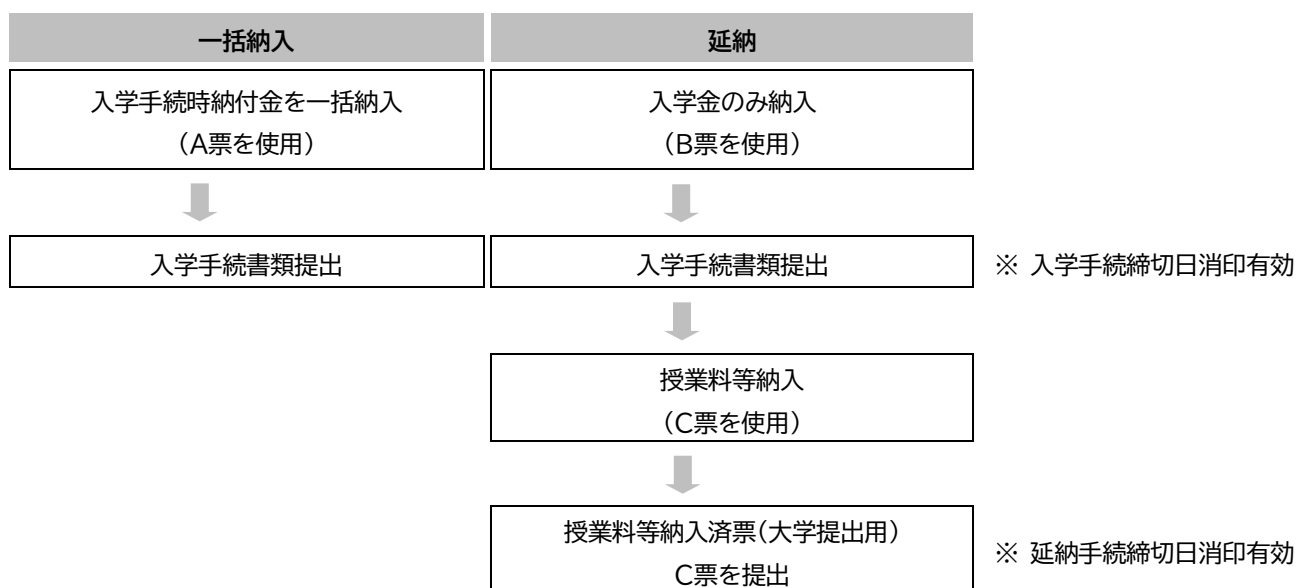 一括納入
延納
入学手続時納付金を一括納入
（A票を使用）
入学金のみ納入
（B票を使用）
入学手続書類提出
入学手続書類提出
※ 入学手続締切日消印有効
授業料等納入
（C票を使用）
授業料等納入済票（大学提出用）
C票を提出
※ 延納手続締切日消印有効